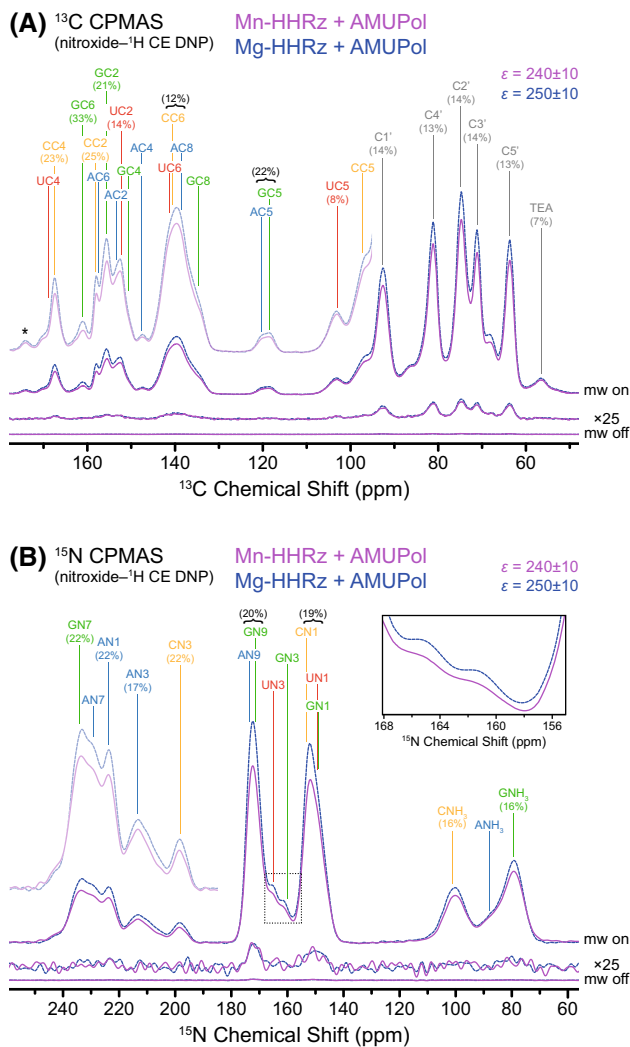 (A) ¹³C CPMAS Mn-HHRz + AMUPol
(nitroxide–¹H CE DNP) Mg-HHRz + AMUPol
ε = 240±10
ε = 250±10
GC2
(21%)
GC6
(33%)
UC2
(14%)
(12%)
CC6
CC4
(23%)
CC2
(25%)
AC4
AC8
UC4
AC6
AC2
GC4
UC6
GC8
(22%)
GC5
AC5
UC5
(8%)
CC5
C1'
(14%)
C4'
(13%)
C2'
(14%)
C3'
(14%)
C5'
(13%)
TEA
(7%)
*
mw on
×25
mw off
160 140 120 100 80 60
¹³C Chemical Shift (ppm)
(B) ¹⁵N CPMAS Mn-HHRz + AMUPol
(nitroxide–¹H CE DNP) Mg-HHRz + AMUPol
ε = 240±10
ε = 250±10
GN7
(22%)
AN1
(22%)
AN7
AN3
(17%)
CN3
(22%)
(20%)
GN9
AN9
UN3
GN3
(19%)
CN1
UN1
GN1
168 164 160 156
¹⁵N Chemical Shift (ppm)
CNH₃
(16%)
ANH₃
GNH₃
(16%)
mw on
×25
mw off
240 220 200 180 160 140 120 100 80 60
¹⁵N Chemical Shift (ppm)